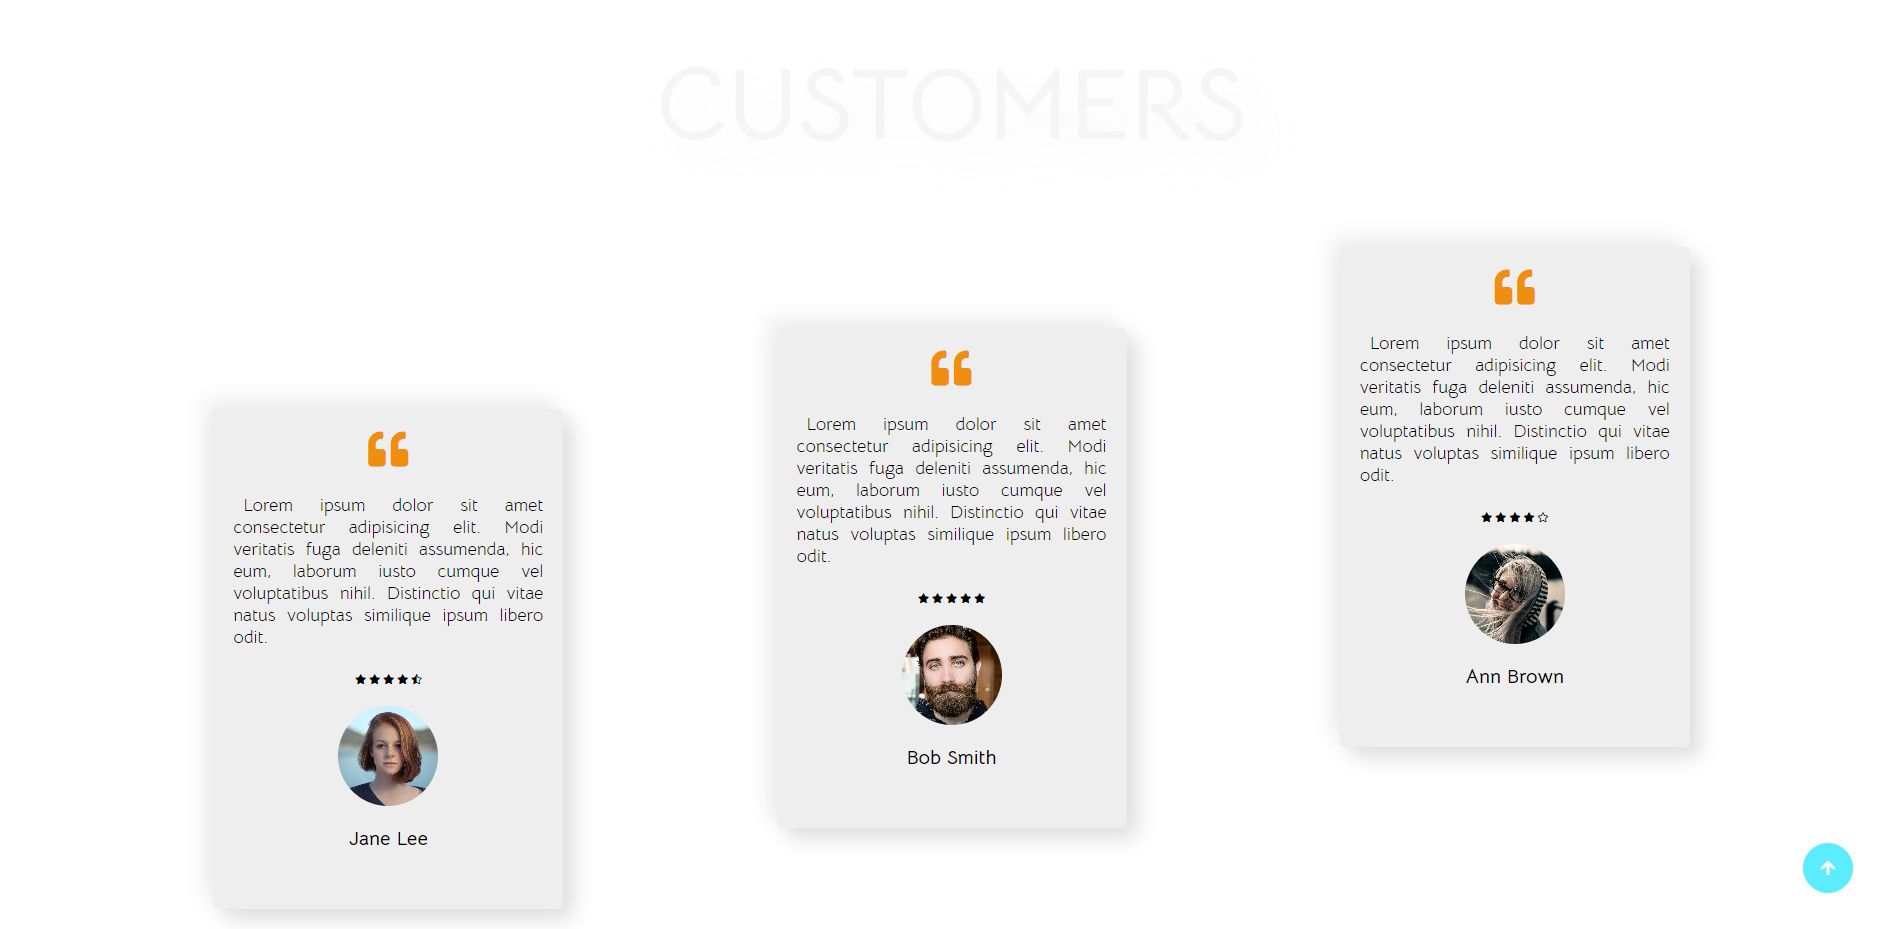 CUSTOMERS
Lorem ipsum dolor sit amet
consectetur adipisicing elit. Modi
veritatis fuga deleniti assumenda, hic
eum, laborum iusto cumque vel
voluptatibus nihil. Distinctio qui vitae
natus voluptas similique ipsum libero
odit.
Jane Lee
Lorem ipsum dolor sit amet
consectetur adipisicing elit. Modi
veritatis fuga deleniti assumenda, hic
eum, laborum iusto cumque vel
voluptatibus nihil. Distinctio qui vitae
natus voluptas similique ipsum libero
odit.
Bob Smith
Lorem ipsum dolor sit amet
consectetur adipisicing elit. Modi
veritatis fuga deleniti assumenda, hic
eum, laborum iusto cumque vel
voluptatibus nihil. Distinctio qui vitae
natus voluptas similique ipsum libero
odit.
Ann Brown